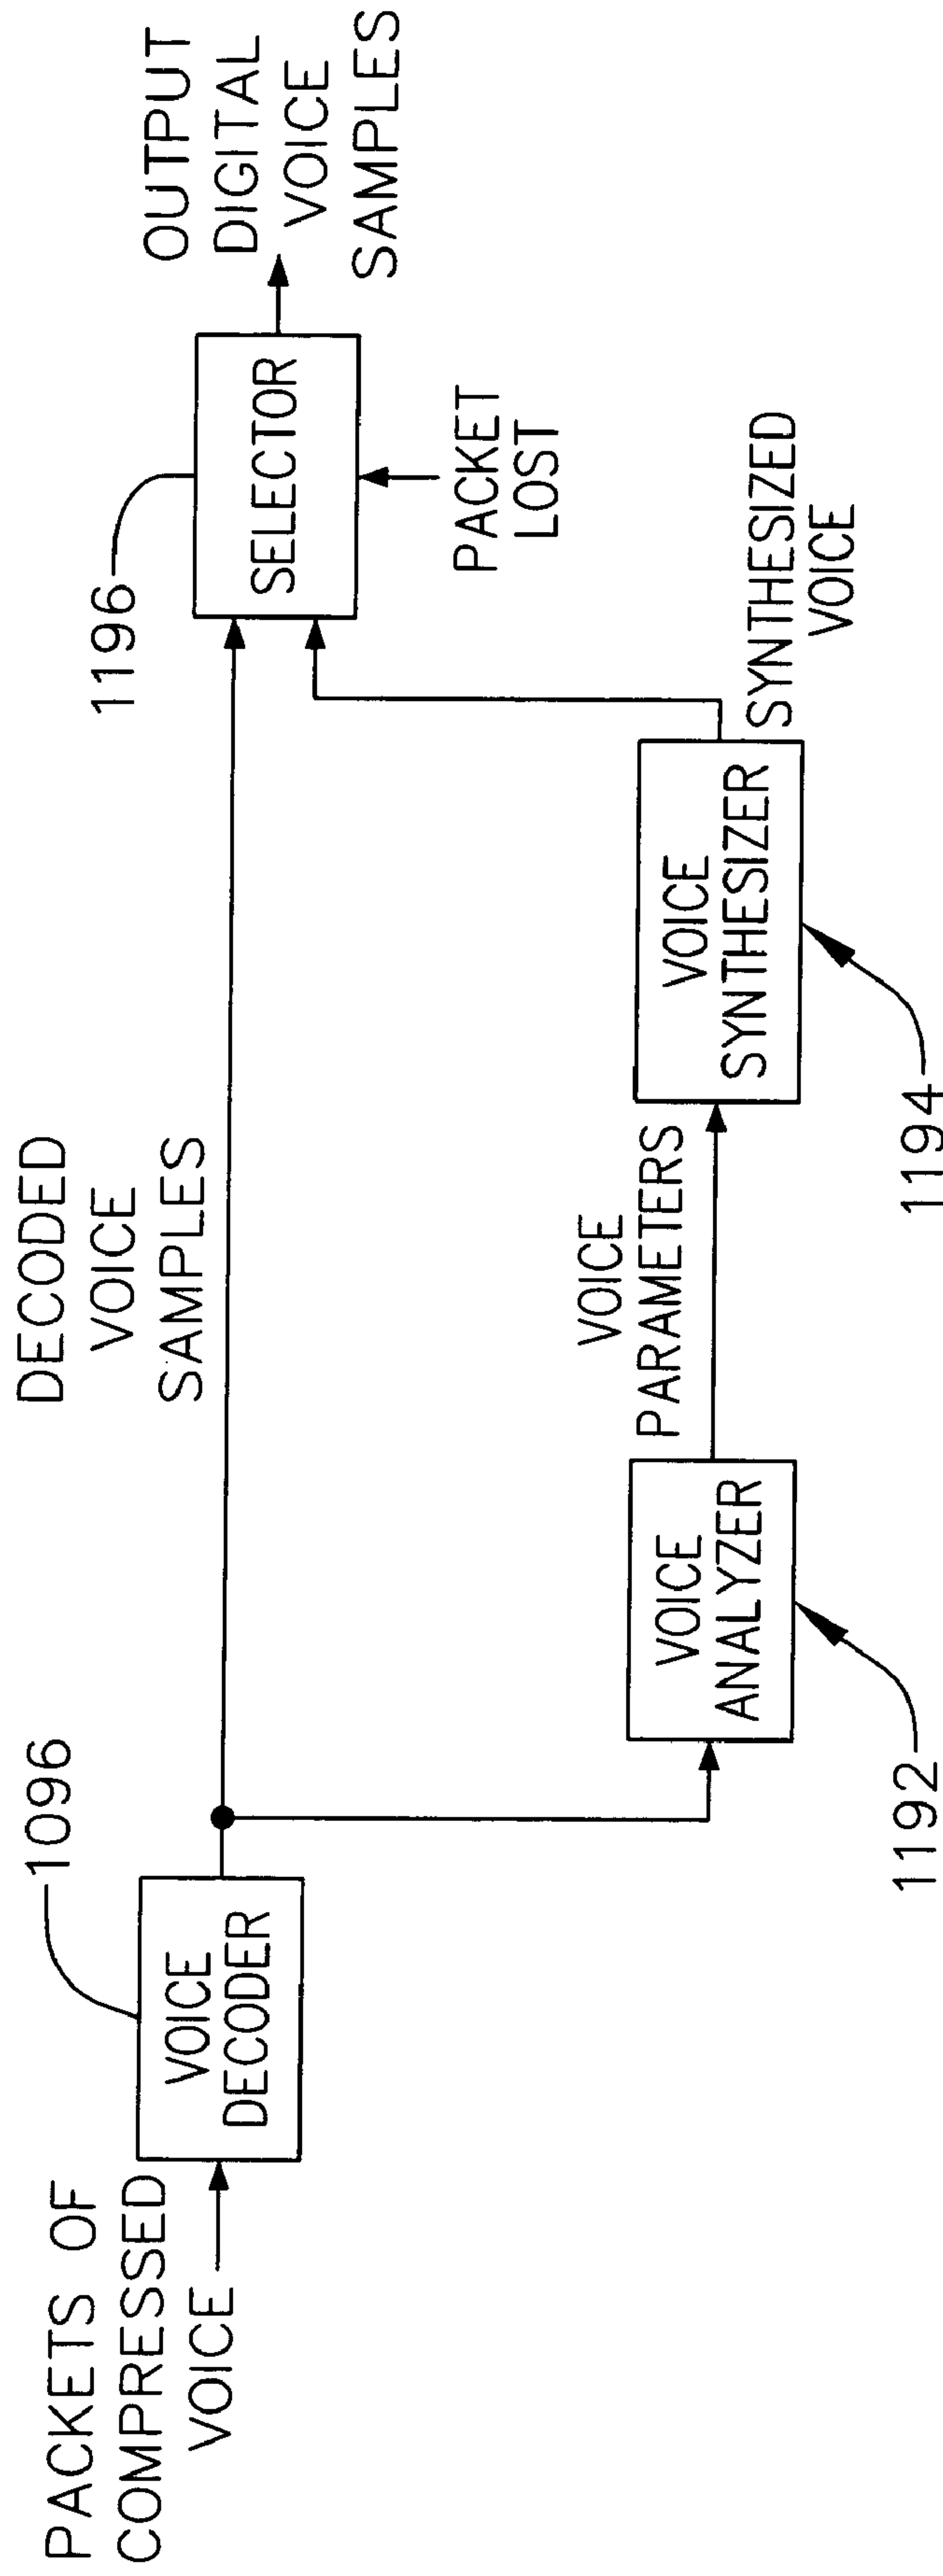 PACKETS OF
COMPRESSED
VOICE
1096
VOICE
DECODER
DECODED
VOICE
SAMPLES
1192
VOICE
ANALYZER
VOICE
PARAMETERS
1194
VOICE
SYNTHESIZER
SYNTHESIZED
VOICE
1196
SELECTOR
PACKET
LOST
OUTPUT
DIGITAL
VOICE
SAMPLES